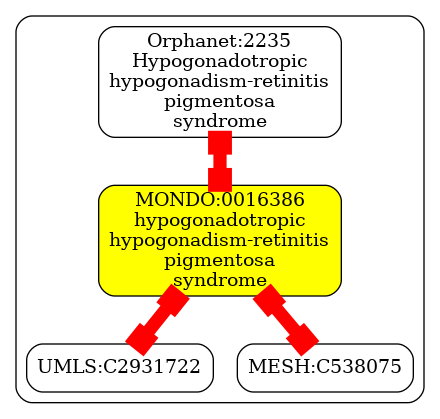 Orphanet:2235
Hypogonadotropic
hypogonadism-retinitis
pigmentosa
syndrome
MONDO:0016386
hypogonadotropic
hypogonadism-retinitis
pigmentosa
syndrome
UMLS:C2931722
MESH:C538075